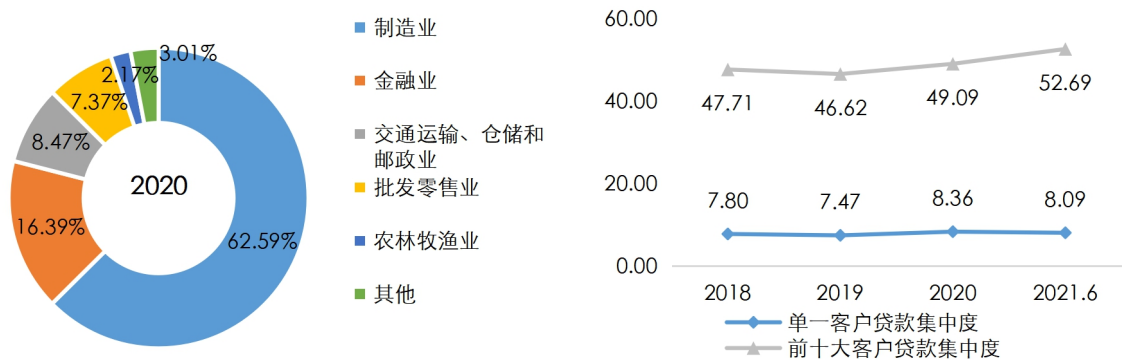 3.01%
2.17%
7.37%
8.47%
16.39%
62.59%
2020
制造业
金融业
交通运输、仓储和
邮政业
批发零售业
农林牧渔业
其他
60.00
40.00
20.00
0.00
47.71
46.62
49.09
52.69
7.80
7.47
8.36
8.09
2018
2019
2020
2021.6
单一客户贷款集中度
前十大客户贷款集中度